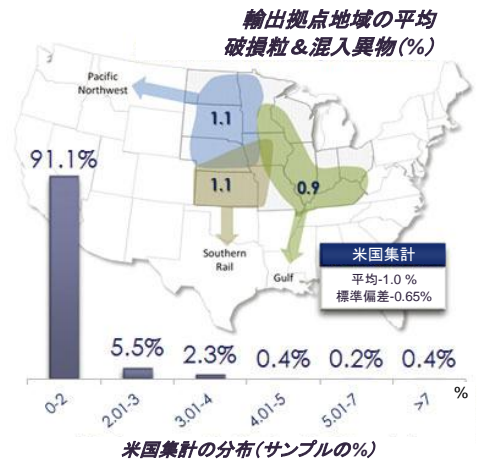 輸出拠点地域の平均
破損粒＆混入異物(%)
Pacific
Northwest
1.1
1.1
0.9
91.1%
Southern
Rail
Gulf
米国集計
平均-1.0 %
標準偏差-0.65%
5.5%
2.3%
0.4%
0.2%
0.4%
0-2
2.01-3
3.01-4
4.01-5
5.01-7
>7
%
米国集計の分布(サンプルの%)